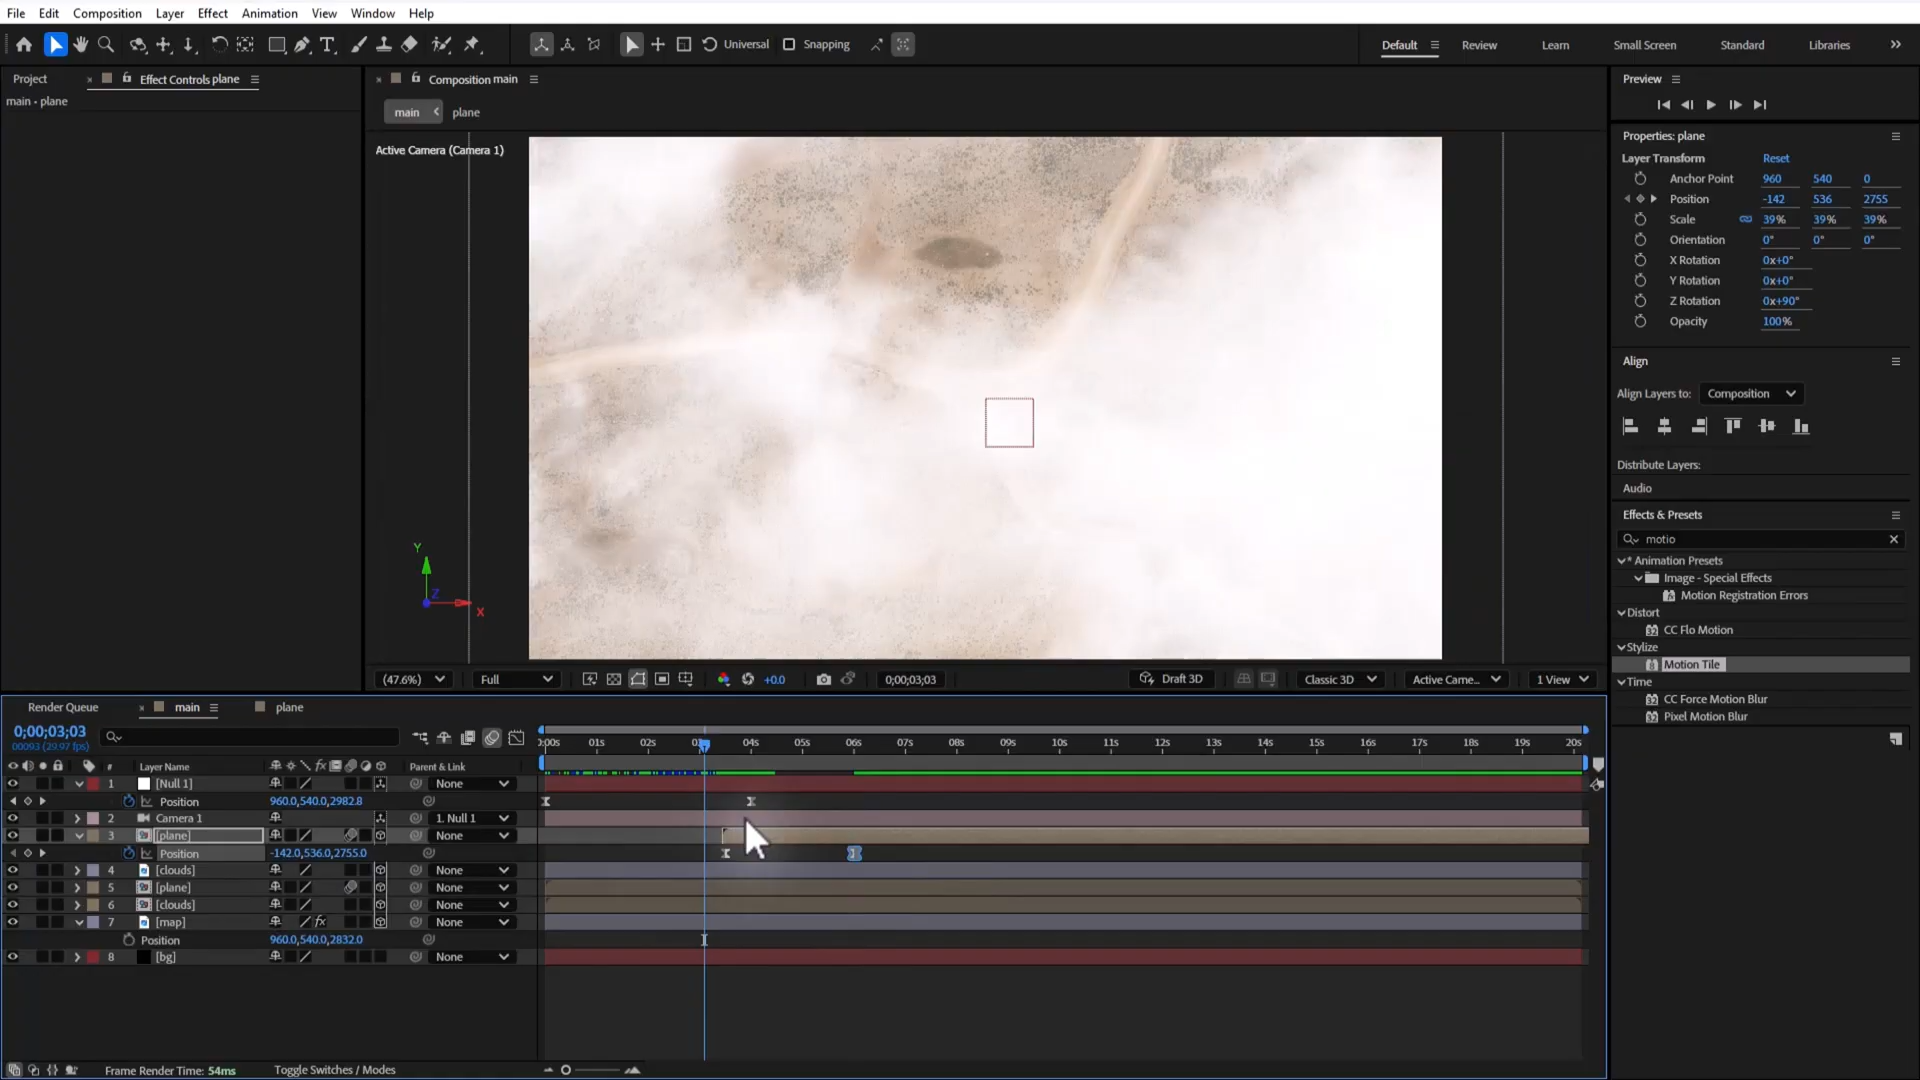 File Edit Composition Layer Effect Animation View Window Help
Universal Snapping Default Review Learn Small Screen Standard Libraries
Project Effect Controls plane
main • plane
Composition main
main plane
Active Camera (Camera 1)
Y
Z
X
(47.6%) Full +0.0 0;00;03;03 Draft 3D Classic 3D Active Came... 1 View
Preview
Properties: plane
Layer Transform Reset
Anchor Point 960 540 0
Position -142 536 2755
Scale 39% 39% 39%
Orientation 0° 0° 0°
X Rotation 0x+0°
Y Rotation 0x+0°
Z Rotation 0x+90°
Opacity 100%
Align
Align Layers to: Composition
Distribute Layers:
Audio
Effects & Presets
motio
* Animation Presets
Image - Special Effects
Motion Registration Errors
Distort
CC Flo Motion
Stylize
Motion Tile
Time
CC Force Motion Blur
Pixel Motion Blur
Render Queue main plane
0;00;03;03
00093 (29.97 fps)
0:00s 01s 02s 04s 05s 06s 07s 08s 09s 10s 11s 12s 13s 14s 15s 16s 17s 18s 19s 20s
# Layer Name Parent & Link
1 [Null 1] None
Position 960.0,540.0,2982.8
2 Camera 1 1. Null 1
3 [plane] None
Position -142.0,536.0,2755.0
4 [clouds] None
5 [plane] None
6 [clouds] None
7 [map] fx None
Position 960.0,540.0,2832.0
8 [bg] None
Frame Render Time: 54ms Toggle Switches / Modes